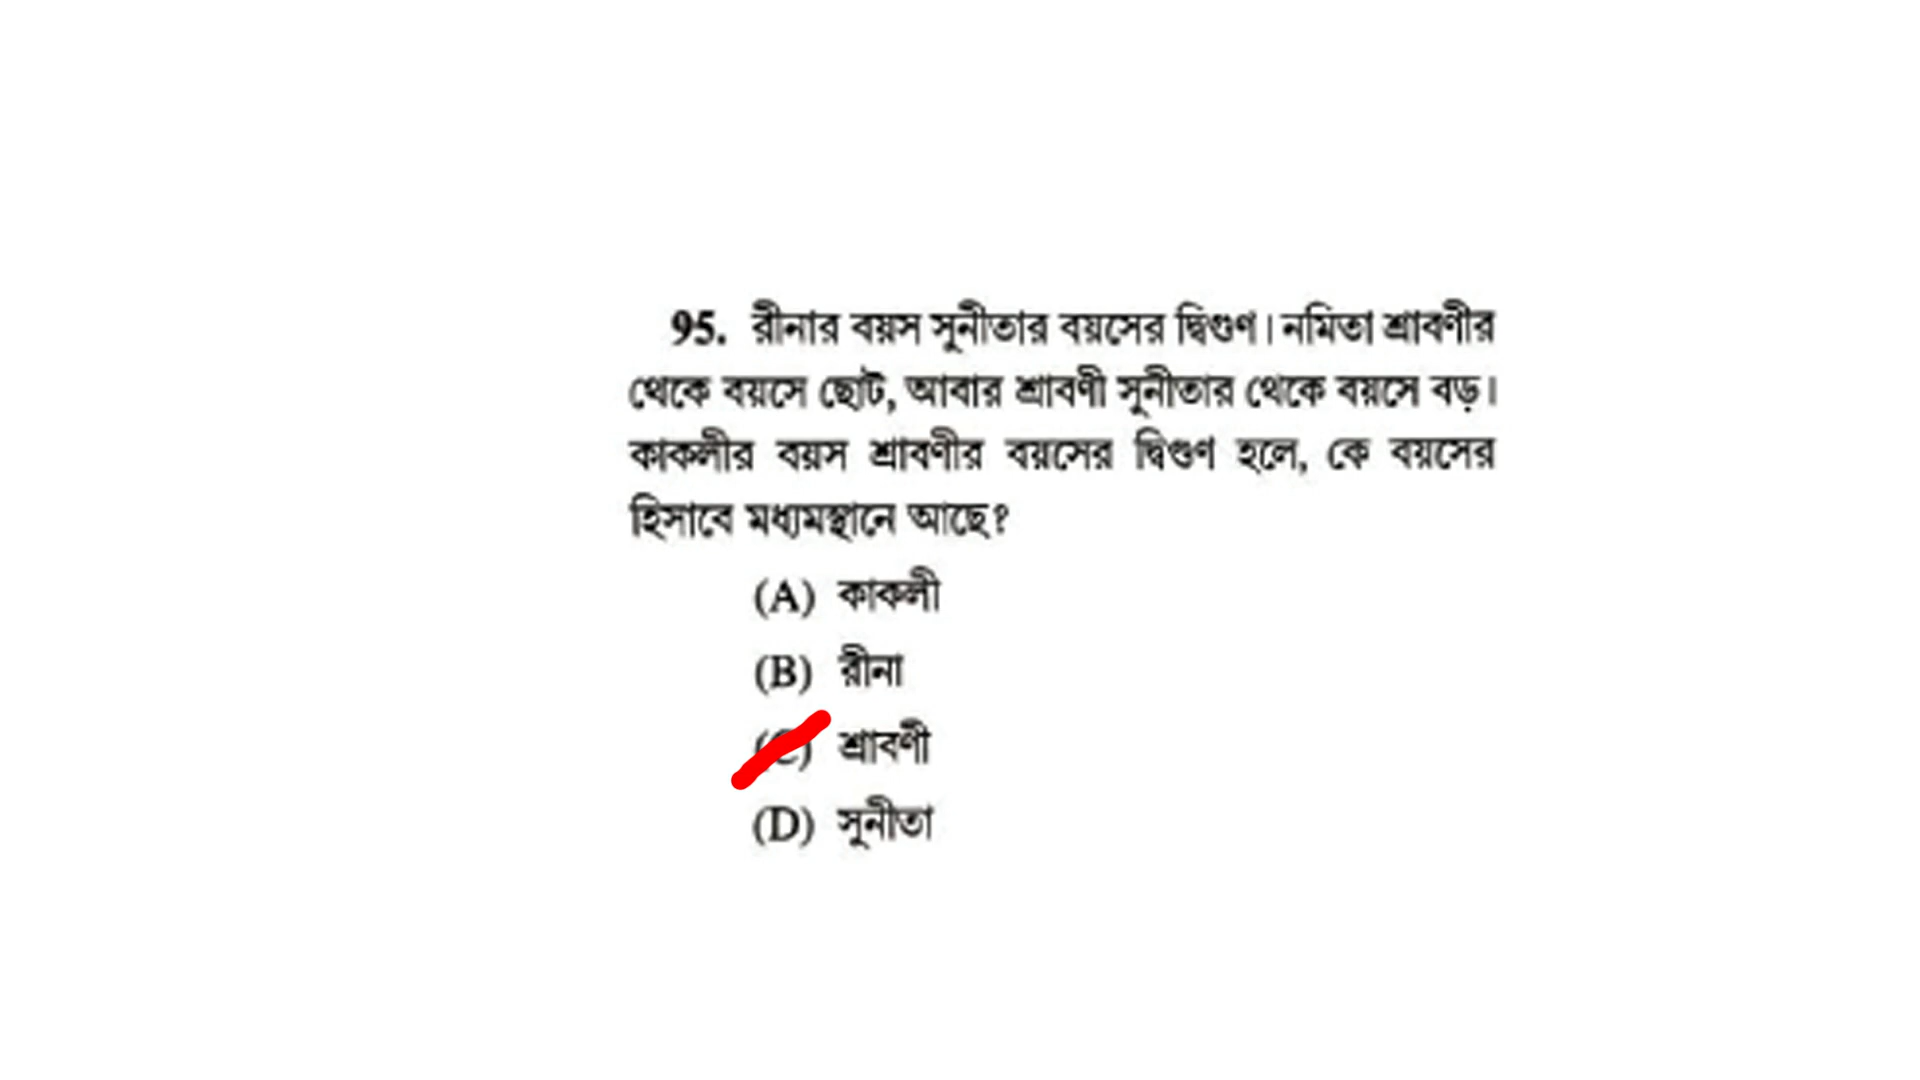 95. রীনার বয়স সুনীতার বয়সের দ্বিগুণ। নমিতা শ্রাবণীর
থেকে বয়সে ছোট, আবার শ্রাবণী সুনীতার থেকে বয়সে বড়।
কাকলীর বয়স শ্রাবণীর বয়সের দ্বিগুণ হলে, কে বয়সের
হিসাবে মধ্যমস্থানে আছে?
(A) কাকলী
(B) রীনা
(C) শ্রাবণী
(D) সুনীতা